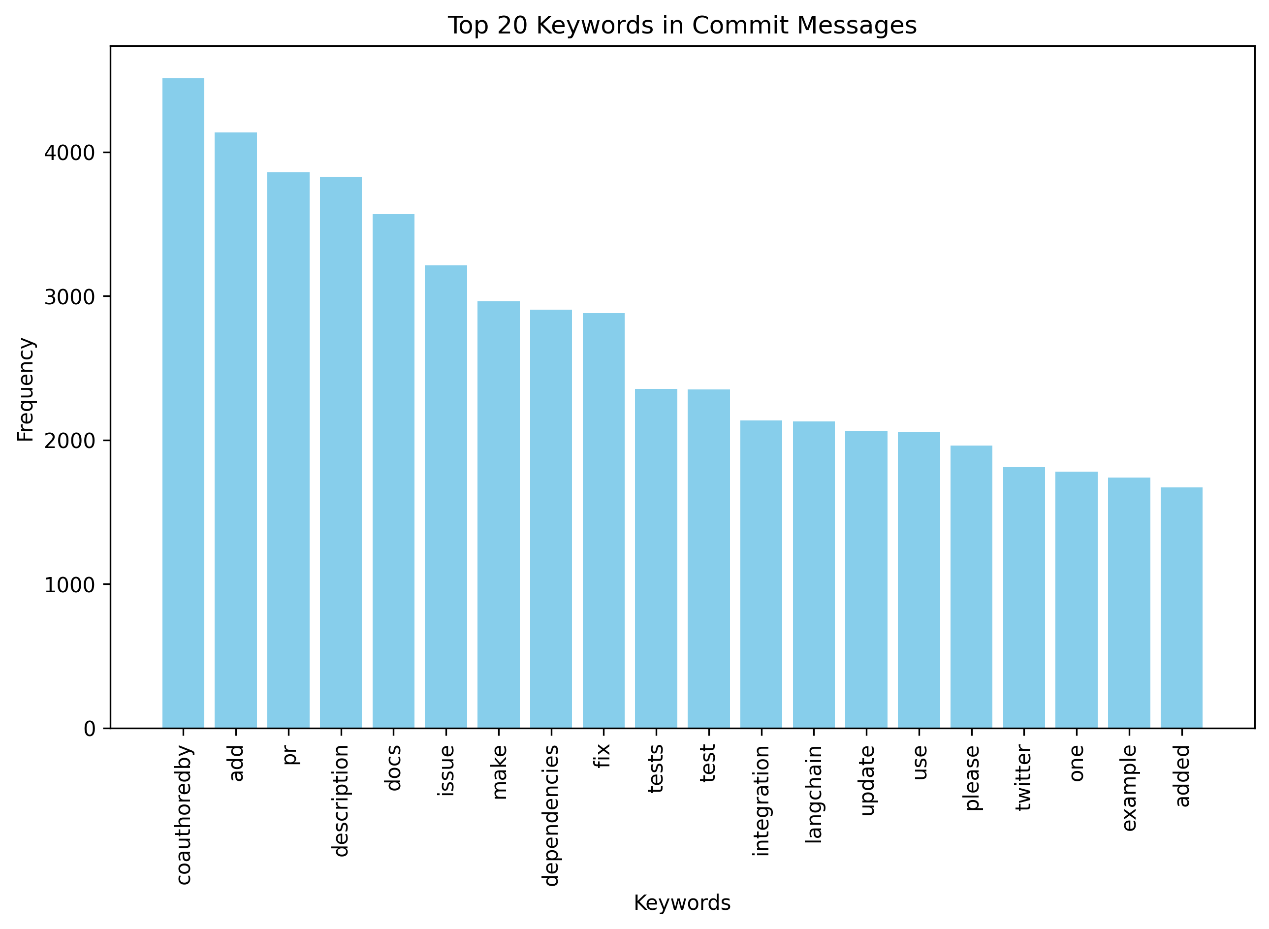 Top 20 Keywords in Commit Messages
Frequency
4000
3000
2000
1000
0
coauthoredby
add
pr
description
docs
issue
make
dependencies
fix
tests
test
integration
langchain
update
use
please
twitter
one
example
added
Keywords